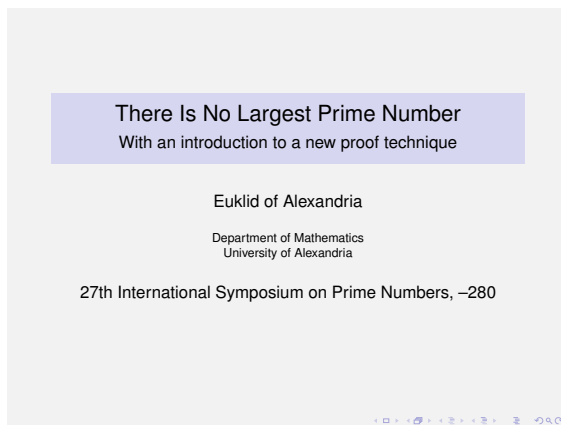 There Is No Largest Prime Number
With an introduction to a new proof technique
Euklid of Alexandria
Department of Mathematics
University of Alexandria
27th International Symposium on Prime Numbers, –280